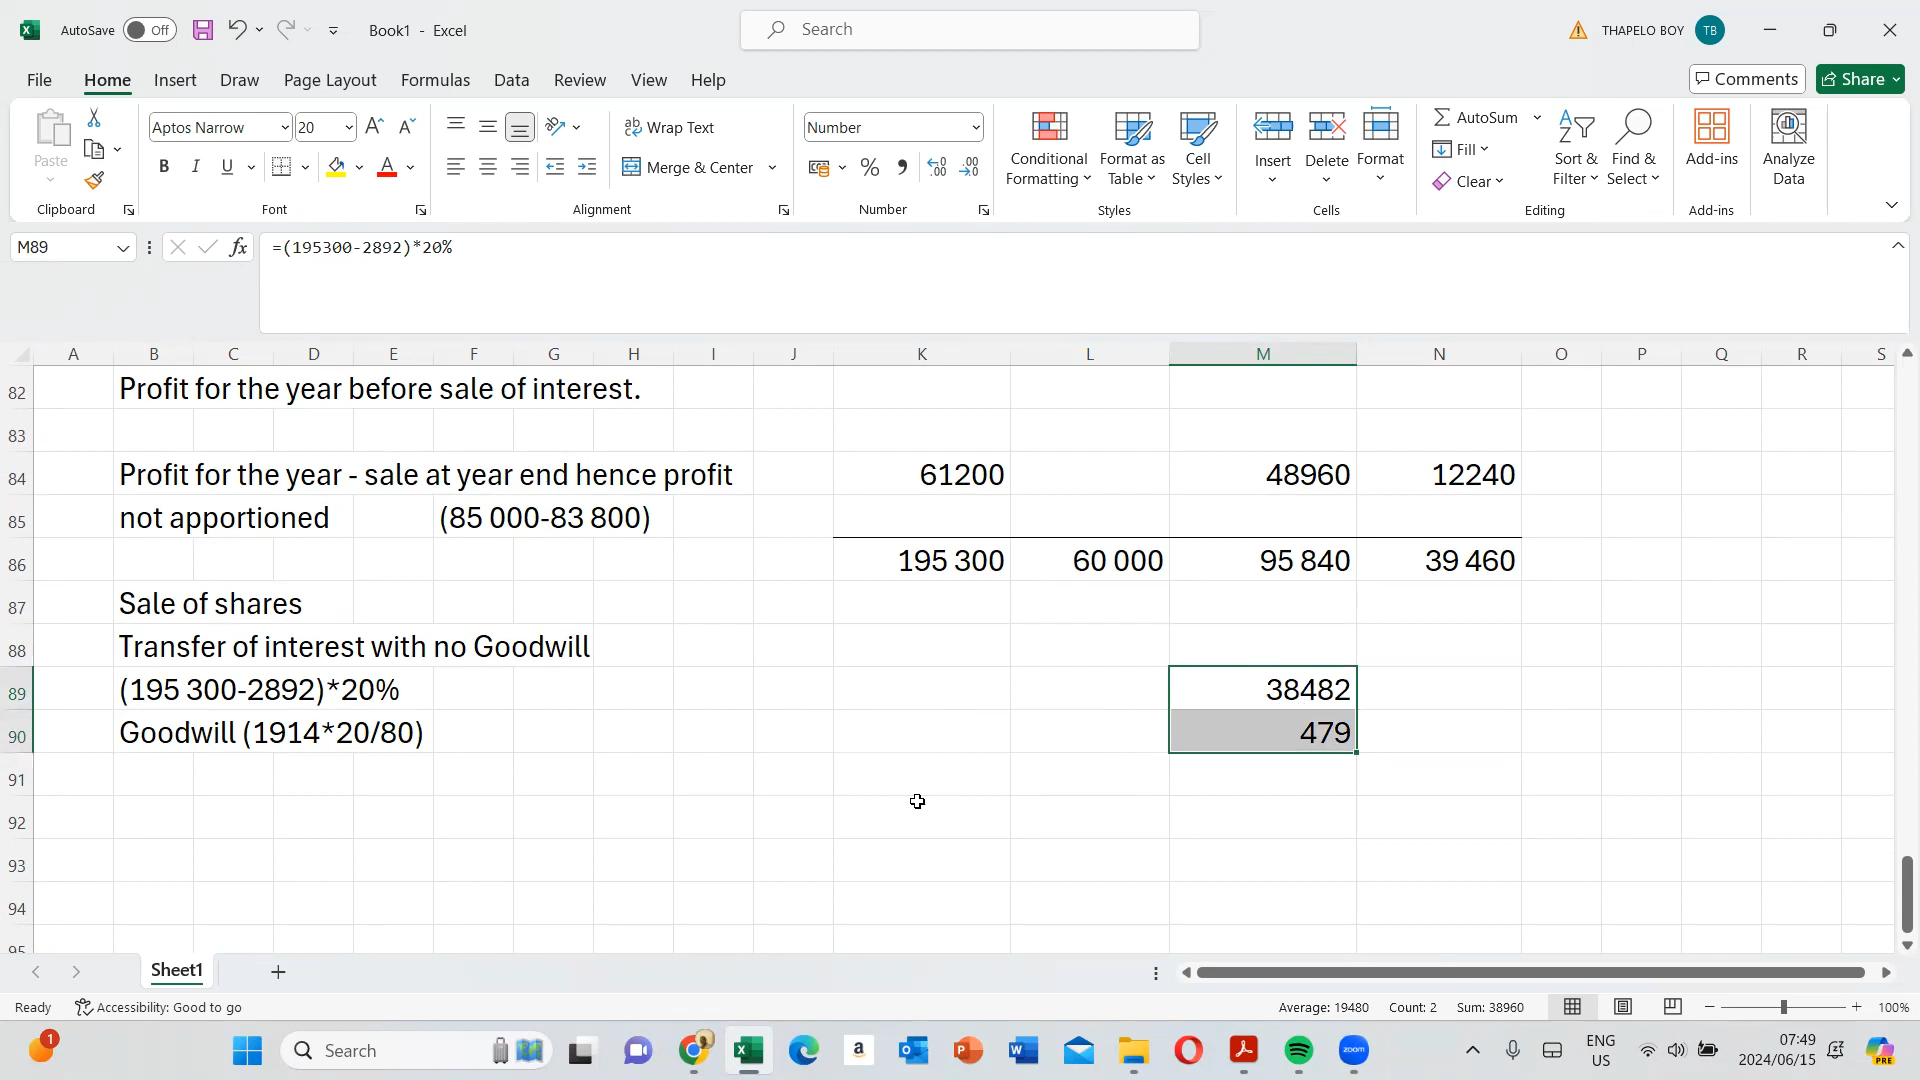 AutoSave Off Book1 - Excel Search THAPELO BOY TB
File Home Insert Draw Page Layout Formulas Data Review View Help Comments Share
Paste
Clipboard
Aptos Narrow 20
B I U
Font
ab Wrap Text
Merge & Center
Alignment
Number
Number
Conditional Formatting
Format as Table
Cell Styles
Styles
Insert Delete Format
Cells
AutoSum
Fill
Clear
Sort & Filter
Find & Select
Editing
Add-ins
Add-ins
Analyze Data
M89 fx =(195300-2892)*20%
A B C D E F G H I J K L M N O P Q R S
82 Profit for the year before sale of interest.
83
84 Profit for the year - sale at year end hence profit 61200 48960 12240
85 not apportioned (85 000-83 800)
86 195 300 60 000 95 840 39 460
87 Sale of shares
88 Transfer of interest with no Goodwill
89 (195 300-2892)*20% 38482
90 Goodwill (1914*20/80) 479
91
92
93
94
95
Sheet1
Ready Accessibility: Good to go Average: 19480 Count: 2 Sum: 38960 100%
1 Search zoom ENG US 07:49 2024/06/15 PRE